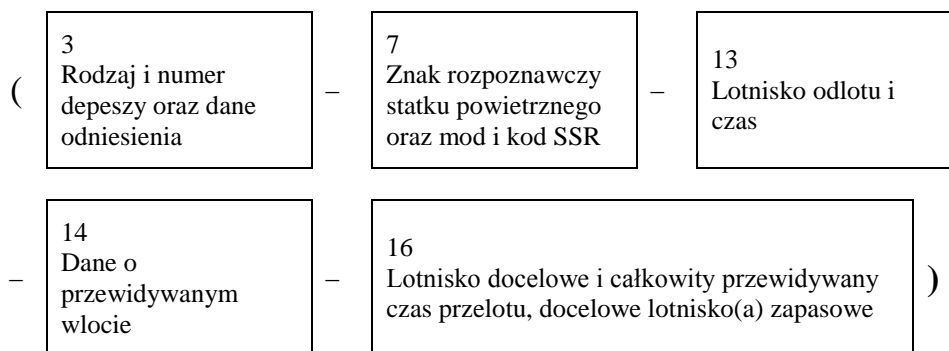 (
3
Rodzaj i numer
depeszy oraz dane
odniesienia
–
7
Znak rozpoznawczy
statku powietrznego
oraz mod i kod SSR
–
13
Lotnisko odlotu i
czas
–
14
Dane o
przewidywanym
wlocie
–
16
Lotnisko docelowe i całkowity przewidywany
czas przelotu, docelowe lotnisko(a) zapasowe
)